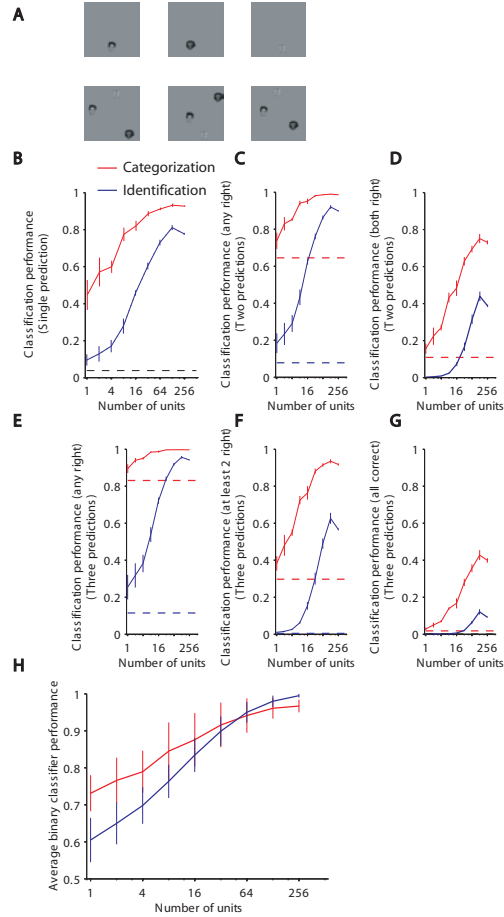 A
B
Categorization
Identification
C
D
Classification performance
(Single prediction)
1
0.8
0.6
0.4
0.2
0
1 4 16 64 256
Number of units
Classification performance (any right)
(Two predictions)
1
0.8
0.6
0.4
0.2
0
1 16 256
Number of units
Classification performance (both right)
(Two predictions)
1
0.8
0.6
0.4
0.2
0
1 16 256
Number of units
E
F
G
Classification performance (any right)
(Three predictions)
1
0.8
0.6
0.4
0.2
0
1 16 256
Number of units
Classification performance (at least 2 right)
(Three predictions)
1
0.8
0.6
0.4
0.2
0
1 16 256
Number of units
Classification performance (all correct)
(Three predictions)
1
0.8
0.6
0.4
0.2
0
1 16 256
Number of units
H
Average binary classifier performance
1
0.9
0.8
0.7
0.6
0.5
1 4 16 64 256
Number of units